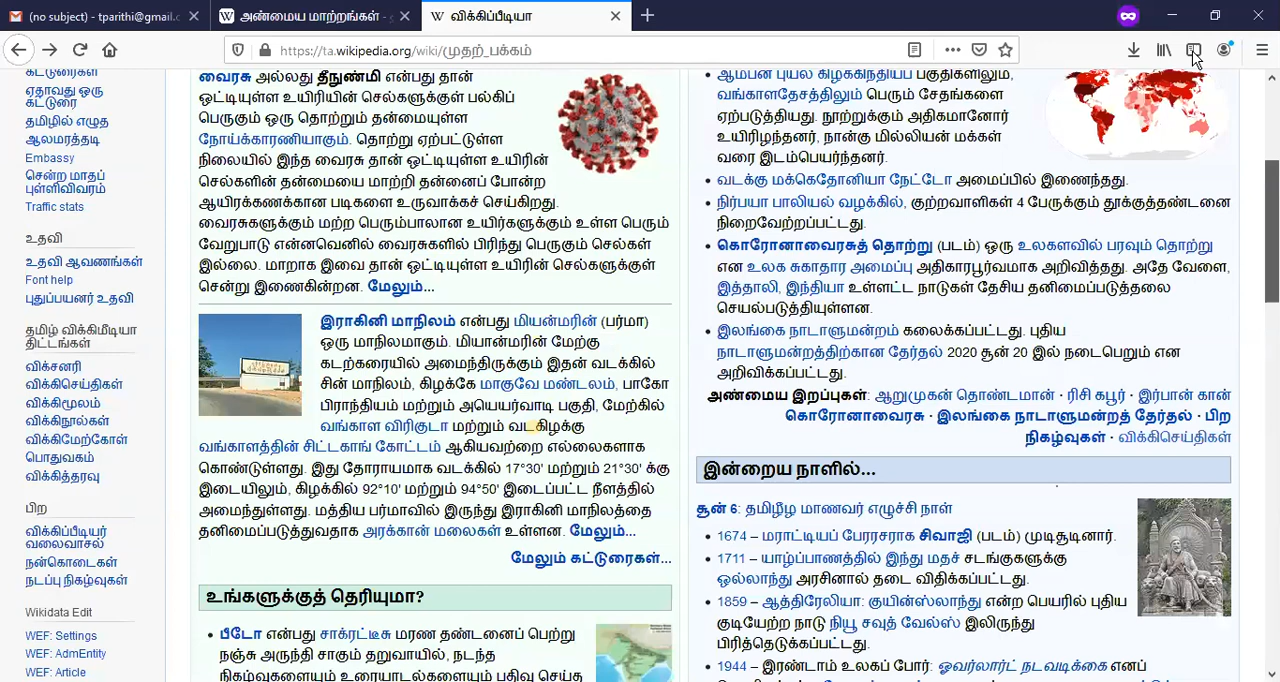 (no subject) - tparithi@gmail.c
அண்மைய மாற்றங்கள் -
விக்கிப்பீடியா
https://ta.wikipedia.org/wiki/முதற்_பக்கம்
கட்டுரைகள்
ஏதாவது ஒரு
கட்டுரை
தமிழில் எழுத
ஆலமரத்தடி
Embassy
சென்ற மாதப்
புள்ளிவிவரம்
Traffic stats
உதவி
உதவி ஆவணங்கள்
Font help
புதுப்பயனர் உதவி
தமிழ் விக்கிமீடியா
திட்டங்கள்
விக்சனரி
விக்கிசெய்திகள்
விக்கிமூலம்
விக்கிநூல்கள்
விக்கிமேற்கோள்
பொதுவகம்
விக்கித்தரவு
பிற
விக்கிப்பீடியர்
வலைவாசல்
நன்கொடைகள்
நடப்பு நிகழ்வுகள்
Wikidata Edit
WEF: Settings
WEF: AdmEntity
WEF: Article
வைரசு அல்லது தீநுண்மி என்பது தான்
ஒட்டியுள்ள உயிரியின் செல்களுக்குள் பல்கிப்
பெருகும் ஒரு தொற்றும் தன்மையுள்ள
நோய்க்காரணியாகும். தொற்று ஏற்பட்டுள்ள
நிலையில் இந்த வைரசு தான் ஒட்டியுள்ள உயிரின்
செல்களின் தன்மையை மாற்றி தன்னைப் போன்ற
ஆயிரக்கணக்கான படிகளை உருவாக்கச் செய்கிறது.
வைரசுகளுக்கும் மற்ற பெரும்பாலான உயிர்களுக்கும் உள்ள பெரும்
வேறுபாடு என்னவெனில் வைரசுகளில் பிரிந்து பெருகும் செல்கள்
இல்லை. மாறாக இவை தான் ஒட்டியுள்ள உயிரின் செல்களுக்குள்
சென்று இணைகின்றன. மேலும்...
இராகினி மாநிலம் என்பது மியன்மரின் (பர்மா)
ஒரு மாநிலமாகும். மியான்மரின் மேற்கு
கடற்கரையில் அமைந்திருக்கும் இதன் வடக்கில்
சின் மாநிலம், கிழக்கே மாகுவே மண்டலம், பாகோ
பிராந்தியம் மற்றும் அயெயர்வாடி பகுதி, மேற்கில்
வங்காள விரிகுடா மற்றும் வடகிழக்கு
வங்காளத்தின் சிட்டகாங் கோட்டம் ஆகியவற்றை எல்லைகளாக
கொண்டுள்ளது. இது தோராயமாக வடக்கில் 17°30' மற்றும் 21°30' க்கு
இடையிலும், கிழக்கில் 92°10' மற்றும் 94°50' இடைப்பட்ட நீளத்தில்
அமைந்துள்ளது. மத்திய பர்மாவில் இருந்து இராகினி மாநிலத்தை
தனிமைப்படுத்துவதாக அரக்கான் மலைகள் உள்ளன. மேலும்...
மேலும் கட்டுரைகள்...
உங்களுக்குத் தெரியுமா?
பீடோ என்பது சாக்ரட்டீசு மரண தண்டனைப் பெற்று
நஞ்சு அருந்தி சாகும் தறுவாயில், நடந்த
நிகழ்வுகளையும் உரையாடல்களையும் பதிவு செய்த
ஆம்பன் புயல் கிழக்கிந்தியப் பகுதிகளிலும்,
வங்காளதேசத்திலும் பெரும் சேதங்களை
ஏற்படுத்தியது. நூற்றுக்கும் அதிகமானோர்
உயிரிழந்தனர், நான்கு மில்லியன் மக்கள்
வரை இடம்பெயர்ந்தனர்.
வடக்கு மக்கெதோனியா நேட்டோ அமைப்பில் இணைந்தது.
நிர்பயா பாலியல் வழக்கில், குற்றவாளிகள் 4 பேருக்கும் தூக்குத்தண்டனை
நிறைவேற்றப்பட்டது.
கொரோனாவைரசுத் தொற்று (படம்) ஒரு உலகளவில் பரவும் தொற்று
என உலக சுகாதார அமைப்பு அதிகாரபூர்வமாக அறிவித்தது. அதே வேளை,
இத்தாலி, இந்தியா உள்ளட்ட நாடுகள் தேசிய தனிமைப்படுத்தலை
செயல்படுத்தியுள்ளன.
இலங்கை நாடாளுமன்றம் கலைக்கப்பட்டது. புதிய
நாடாளுமன்றத்திற்கான தேர்தல் 2020 சூன் 20 இல் நடைபெறும் என
அறிவிக்கப்பட்டது.
அண்மைய இறப்புகள்: ஆறுமுகன் தொண்டமான் · ரிசி கபூர் · இர்பான் கான்
கொரோனாவைரசு · இலங்கை நாடாளுமன்றத் தேர்தல் · பிற
நிகழ்வுகள் · விக்கிசெய்திகள்
இன்றைய நாளில்...
சூன் 6: தமிழீழ மாணவர் எழுச்சி நாள்
1674 – மராட்டியப் பேரரசராக சிவாஜி (படம்) முடிசூடினார்.
1711 – யாழ்ப்பாணத்தில் இந்து மதச் சடங்குகளுக்கு
ஒல்லாந்து அரசினால் தடை விதிக்கப்பட்டது.
1859 – ஆத்திரேலியா: குயின்ஸ்லாந்து என்ற பெயரில் புதிய
குடியேற்ற நாடு நியூ சவுத் வேல்ஸ் இலிருந்து
பிரித்தெடுக்கப்பட்டது.
1944 – இரண்டாம் உலகப் போர்: ஓவர்லார்ட் நடவடிக்கை எனப்